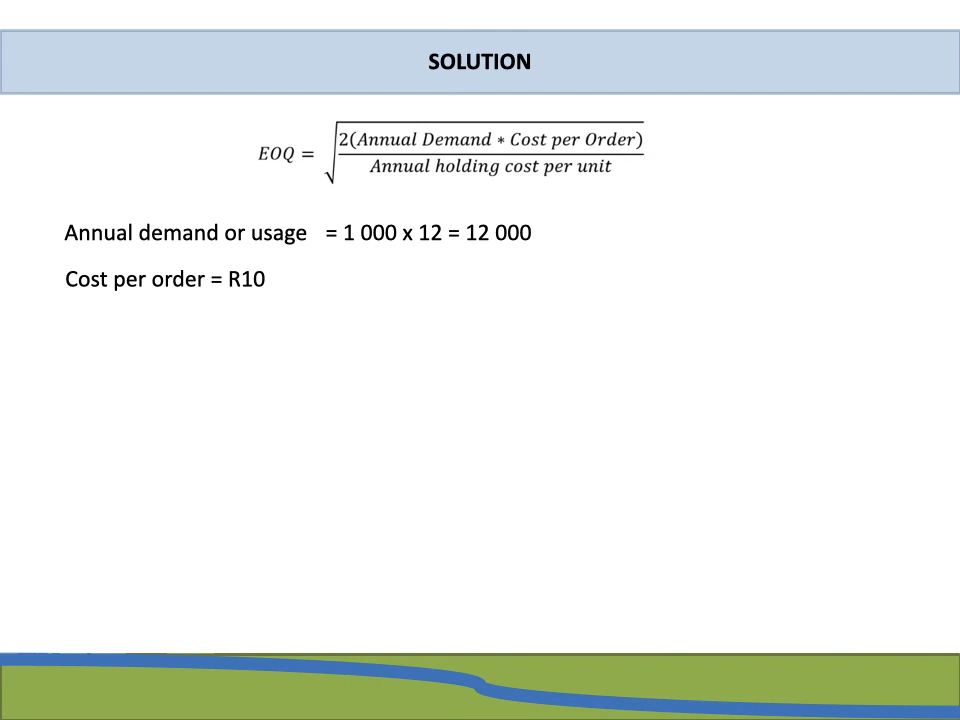 SOLUTION
EOQ = √(2(Annual Demand * Cost per Order) / Annual holding cost per unit)
Annual demand or usage = 1 000 x 12 = 12 000
Cost per order = R10